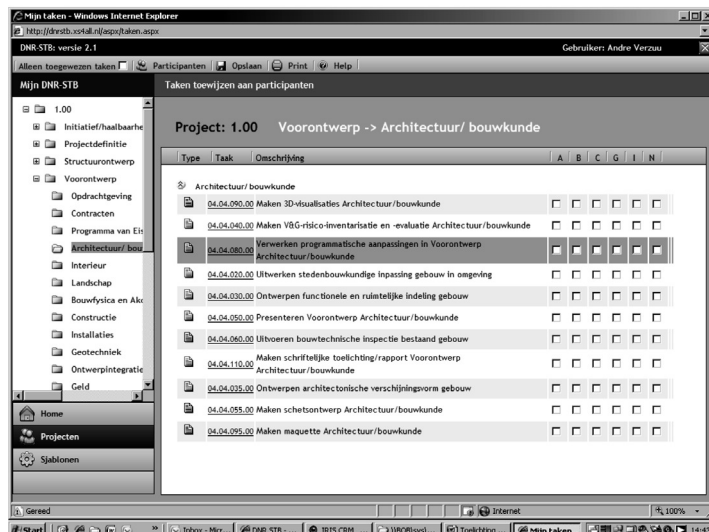 Mijn taken - Windows Internet Explorer
http://dnrstb.xs4all.nl/aspx/taken.aspx
DNR-STB: versie 2.1 Gebruiker: Andre Verzuu
Alleen toegewezen taken Participanten Opslaan Print Help
Mijn DNR-STB Taken toewijzen aan participanten
1.00
Initiatief/haalbaarhe
Projectdefinitie
Structuurontwerp
Voorontwerp
Opdrachtgeving
Contracten
Programma van Eis
Architectuur/ bou
Interieur
Landschap
Bouwfysica en Ako
Constructie
Installaties
Geotechniek
Ontwerpintegratie
Geld
Home
Projecten
Sjablonen
Project: 1.00 Voorontwerp -> Architectuur/ bouwkunde
Type Taak Omschrijving A B C G I N
Architectuur/ bouwkunde
04.04.090.00 Maken 3D-visualisaties Architectuur/bouwkunde
04.04.040.00 Maken V&G-risico-inventarisatie en -evaluatie Architectuur/bouwkunde
04.04.080.00 Verwerken programmatische aanpassingen in Voorontwerp
Architectuur/bouwkunde
04.04.020.00 Uitwerken stedenbouwkundige inpassing gebouw in omgeving
04.04.030.00 Ontwerpen functionele en ruimtelijke indeling gebouw
04.04.050.00 Presenteren Voorontwerp Architectuur/bouwkunde
04.04.060.00 Uitvoeren bouwtechnische inspectie bestaand gebouw
04.04.110.00 Maken schriftelijke toelichting/rapport Voorontwerp
Architectuur/bouwkunde
04.04.035.00 Ontwerpen architectonische verschijningsvorm gebouw
04.04.055.00 Maken schetsontwerp Architectuur/bouwkunde
04.04.095.00 Maken maquette Architectuur/bouwkunde
Gereed Internet 100%
Start Inbox - Micr... DNR STB - ... IRIS CRM Toelichting Mijn taken